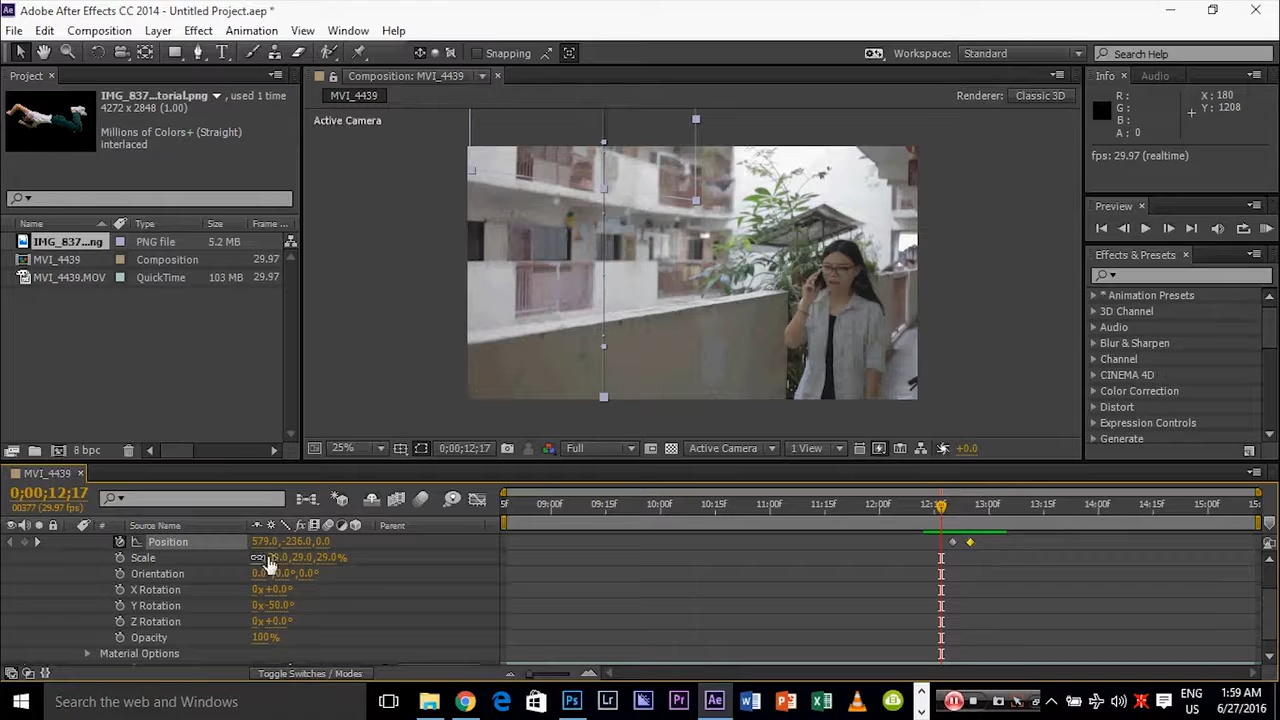 Adobe After Effects CC 2014 - Untitled Project.aep *
File Edit Composition Layer Effect Animation View Window Help
Snapping
Workspace: Standard
Search Help
Project
IMG_837...torial.png , used 1 time
4272 x 2848 (1.00)
Millions of Colors+ (Straight)
interlaced
Name Type Size Frame ...
IMG_837...ng PNG file 5.2 MB
MVI_4439 Composition 29.97
MVI_4439.MOV QuickTime 103 MB 29.97
8 bpc
Composition: MVI_4439
MVI_4439
Renderer: Classic 3D
Active Camera
25% 0;00;12;17 Full Active Camera 1 View +0.0
Info Audio
R : X : 180
G : Y : 1208
B :
A : 0
fps: 29.97 (realtime)
Preview
Effects & Presets
* Animation Presets
3D Channel
Audio
Blur & Sharpen
Channel
CINEMA 4D
Color Correction
Distort
Expression Controls
Generate
MVI_4439
0;00;12;17
00377 (29.97 fps)
5f 09:00f 09:15f 10:00f 10:15f 11:00f 11:15f 12:00f 12:15f 13:00f 13:15f 14:00f 14:15f 15:00f 15:
# Source Name fx Parent
Position 579.0,-236.0,0.0
Scale 29.0,29.0%
Orientation 0.0°
X Rotation 0x+0.0°
Y Rotation 0x-50.0°
Z Rotation 0x+0.0°
Opacity 100%
Material Options
Toggle Switches / Modes
Search the web and Windows
Lr Pr Ae
ENG
US
1:59 AM
6/27/2016